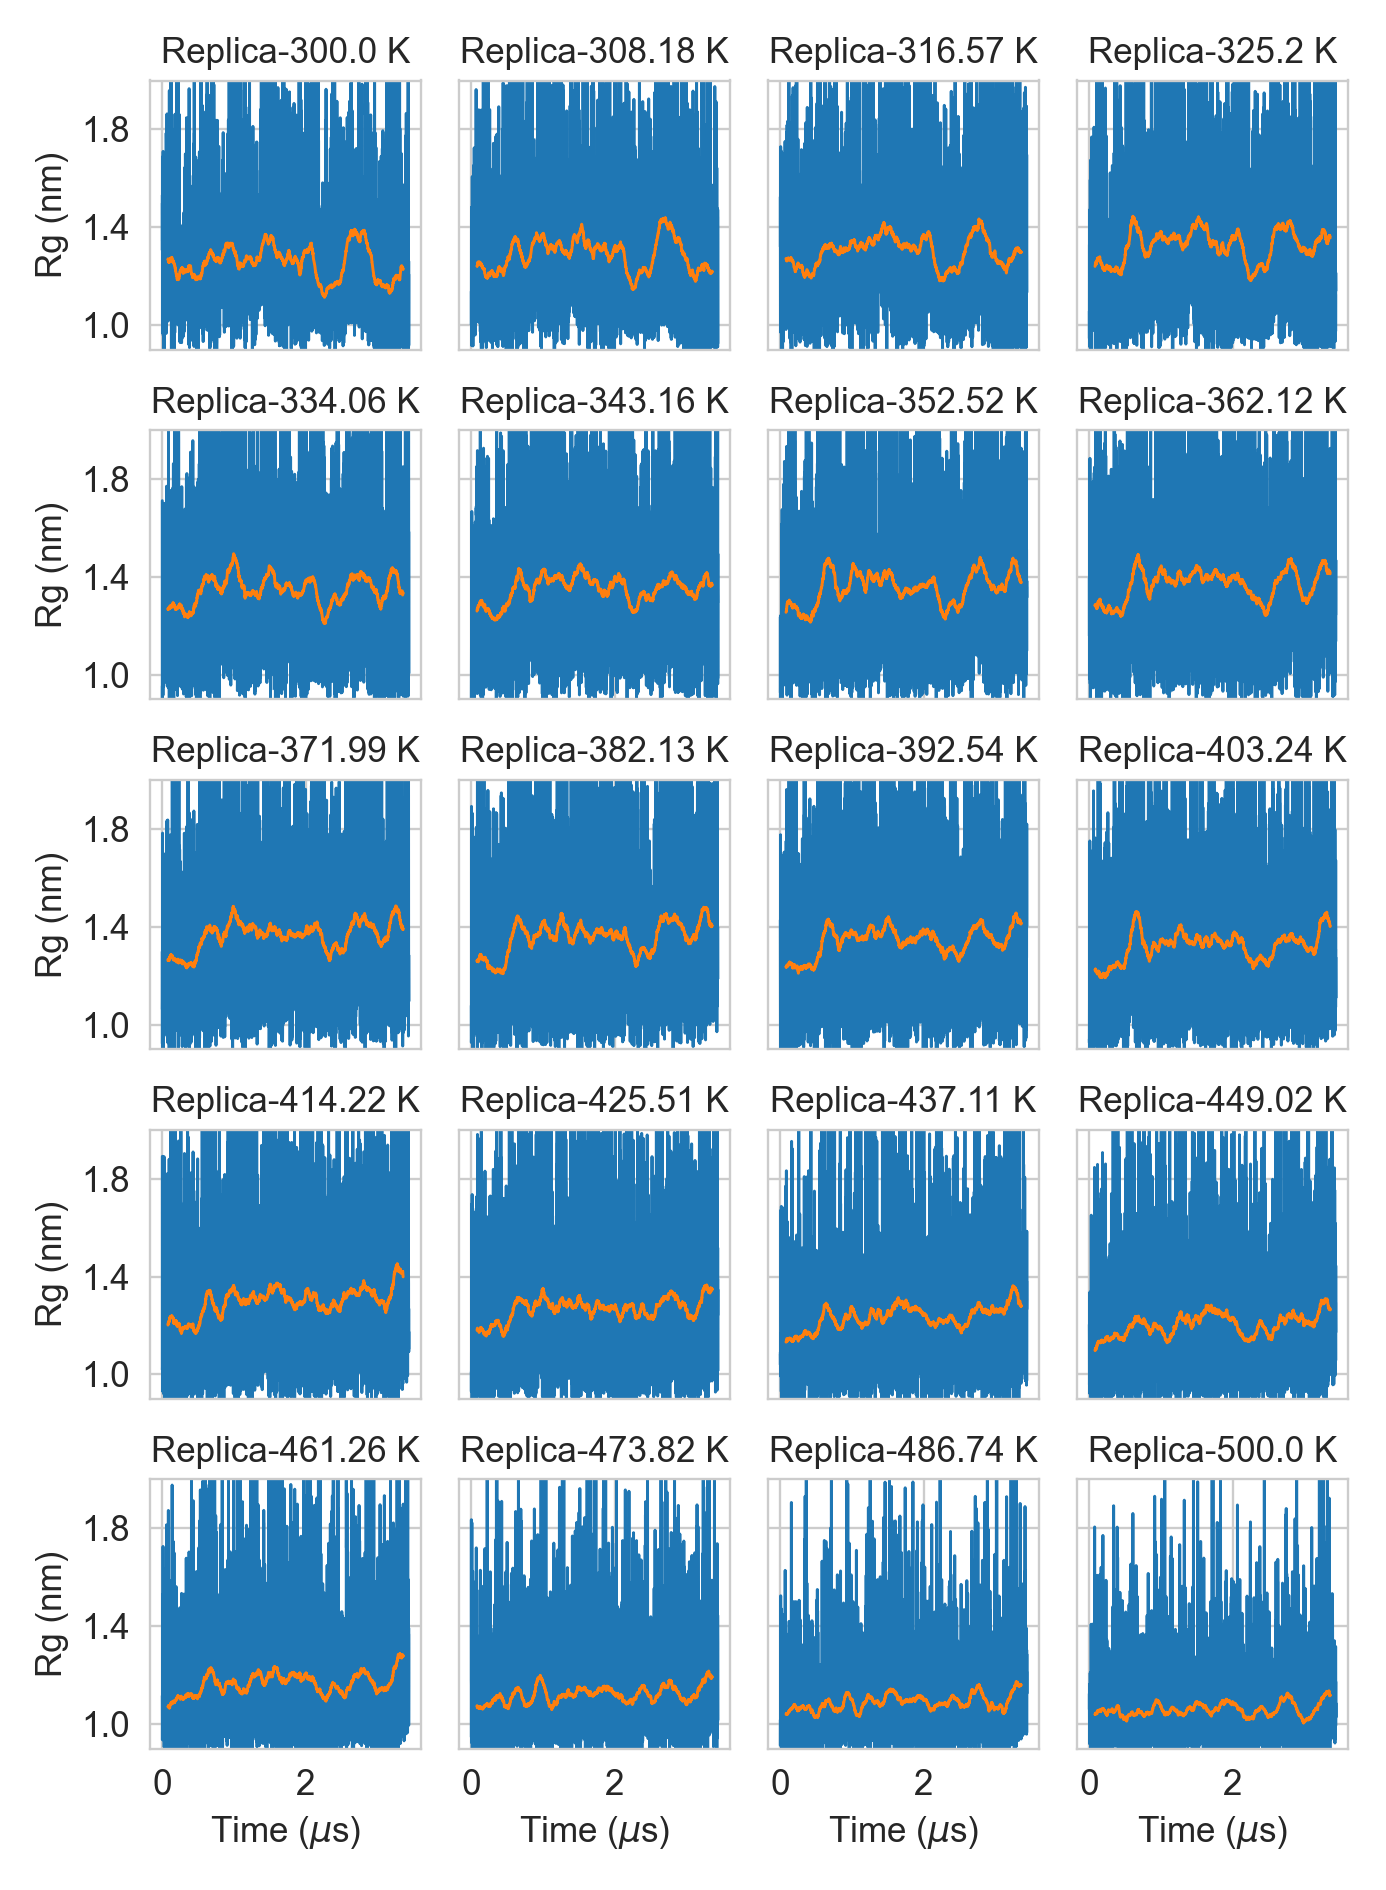 Replica-300.0 K
Replica-308.18 K
Replica-316.57 K
Replica-325.2 K
1.8
1.4
1.0
Rg (nm)
Replica-334.06 K
Replica-343.16 K
Replica-352.52 K
Replica-362.12 K
1.8
1.4
1.0
Rg (nm)
Replica-371.99 K
Replica-382.13 K
Replica-392.54 K
Replica-403.24 K
1.8
1.4
1.0
Rg (nm)
Replica-414.22 K
Replica-425.51 K
Replica-437.11 K
Replica-449.02 K
1.8
1.4
1.0
Rg (nm)
Replica-461.26 K
Replica-473.82 K
Replica-486.74 K
Replica-500.0 K
1.8
1.4
1.0
Rg (nm)
0 2
0 2
0 2
0 2
Time (μs)
Time (μs)
Time (μs)
Time (μs)